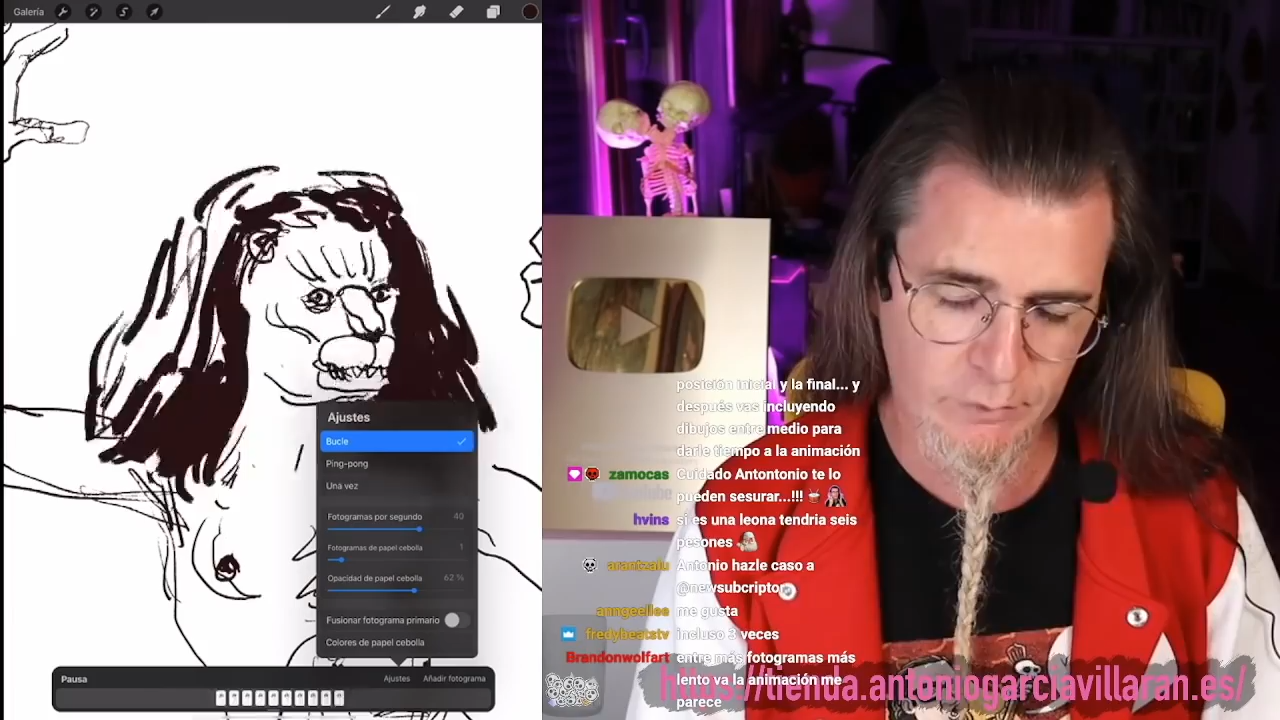 Galería
Ajustes
Bucle
Ping-pong
Una vez
Fotogramas por segundo 40
Fotogramas de papel cebolla 1
Opacidad de papel cebolla 62 %
Fusionar fotograma primario
Colores de papel cebolla
Pausa Ajustes Añadir fotograma
posición inicial y la final... y
después vas incluyendo
dibujos entre medio para
darle tiempo a la animación
zamocas Cuidado Antontonio te lo
pueden sesurar...!!!
hvins si es una leona tendria seis
pesones
arantzaiu Antonio hazle caso a
@newsubcriptor
anngeellee me gusta
fredybeatstv incluso 3 veces
Brandonwolfart entre más fotogramas más
lento va la animación me
parece
https://tienda.antoniogarciavillaran.es/